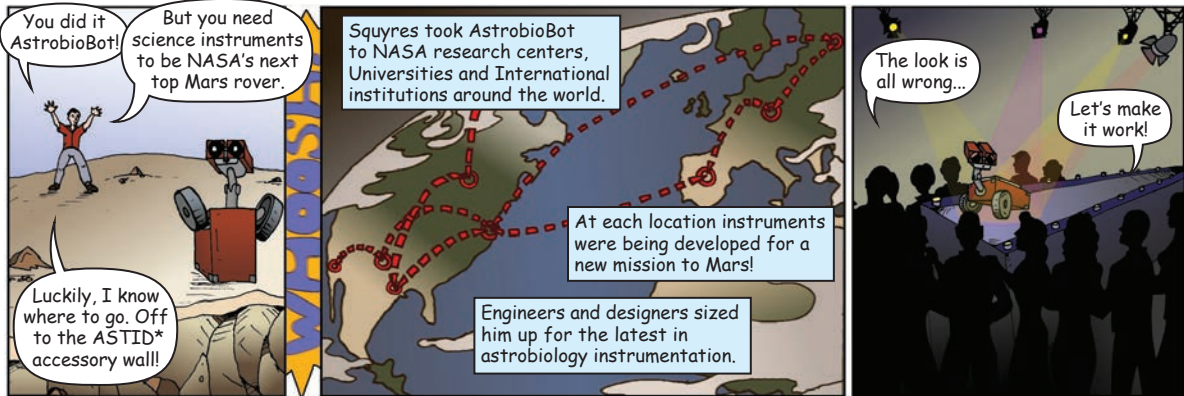 You did it
AstrobioBot!
But you need
science instruments
to be NASA's next
top Mars rover.
Luckily, I know
where to go. Off
to the ASTID*
accessory wall!
WHOOSH
Squyres took AstrobioBot
to NASA research centers,
Universities and International
institutions around the world.
At each location instruments
were being developed for a
new mission to Mars!
Engineers and designers sized
him up for the latest in
astrobiology instrumentation.
The look is
all wrong...
Let's make
it work!